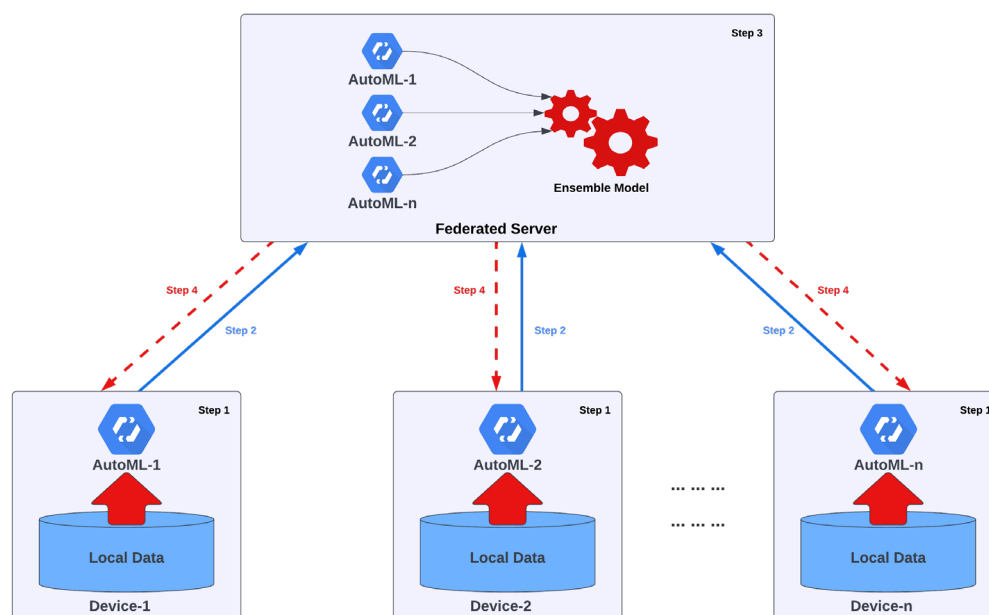 Step 3
AutoML-1
AutoML-2
AutoML-n
Ensemble Model
Federated Server
Step 4
Step 2
Step 4
Step 2
Step 4
Step 2
Step 1
AutoML-1
Local Data
Device-1
Step 1
AutoML-2
Local Data
Device-2
... ... ...
... ... ...
Step 1
AutoML-n
Local Data
Device-n